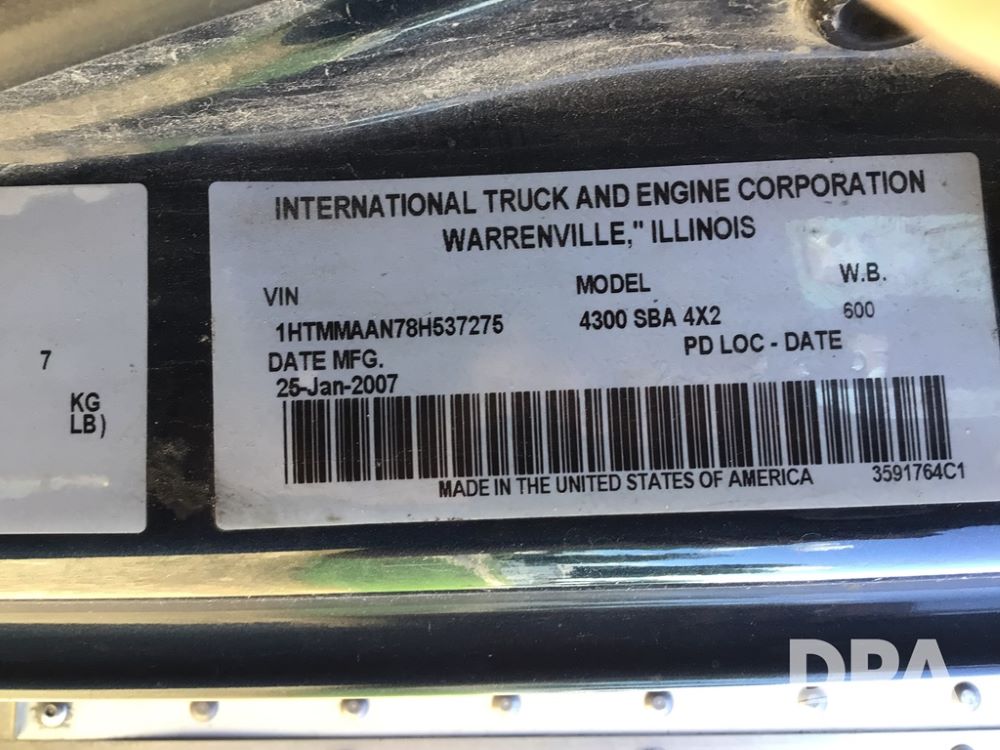 INTERNATIONAL TRUCK AND ENGINE CORPORATION
WARRENVILLE," ILLINOIS
VIN MODEL W.B.
1HTMMAAN78H537275 4300 SBA 4X2 600
DATE MFG. PD LOC - DATE
25-Jan-2007
MADE IN THE UNITED STATES OF AMERICA 3591764C1
7
KG
LB)
DPA